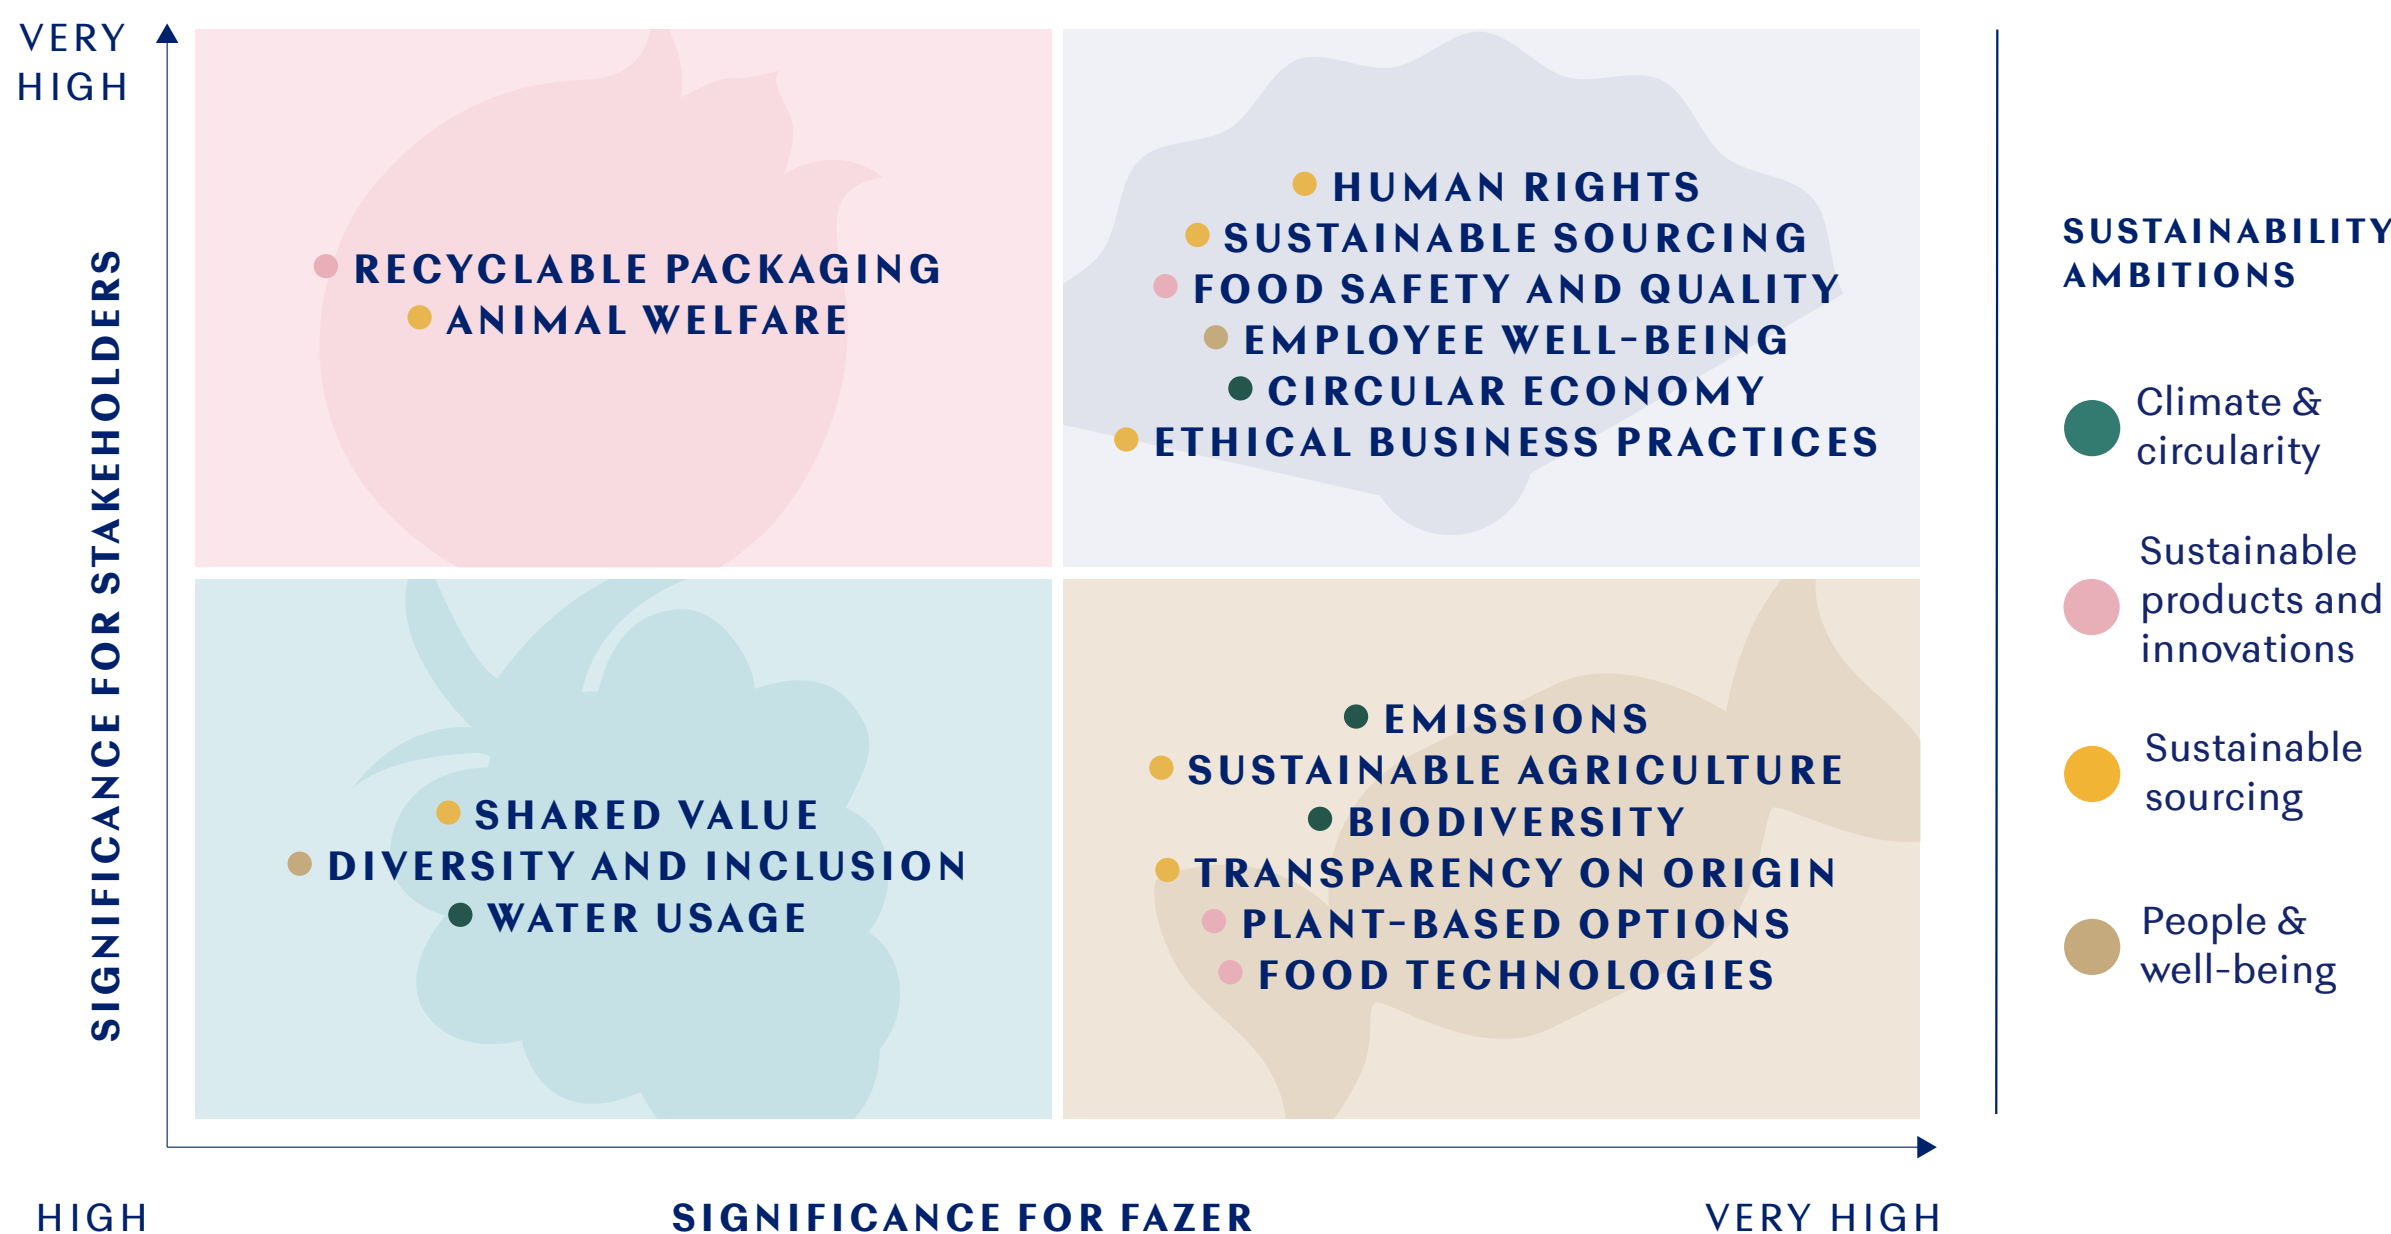 VERY
HIGH
SIGNIFICANCE FOR STAKEHOLDERS
RECYCLABLE PACKAGING
ANIMAL WELFARE
HUMAN RIGHTS
SUSTAINABLE SOURCING
FOOD SAFETY AND QUALITY
EMPLOYEE WELL-BEING
CIRCULAR ECONOMY
ETHICAL BUSINESS PRACTICES
SHARED VALUE
DIVERSITY AND INCLUSION
WATER USAGE
EMISSIONS
SUSTAINABLE AGRICULTURE
BIODIVERSITY
TRANSPARENCY ON ORIGIN
PLANT-BASED OPTIONS
FOOD TECHNOLOGIES
HIGH
SIGNIFICANCE FOR FAZER
VERY HIGH
SUSTAINABILITY
AMBITIONS
Climate &
circularity
Sustainable
products and
innovations
Sustainable
sourcing
People &
well-being